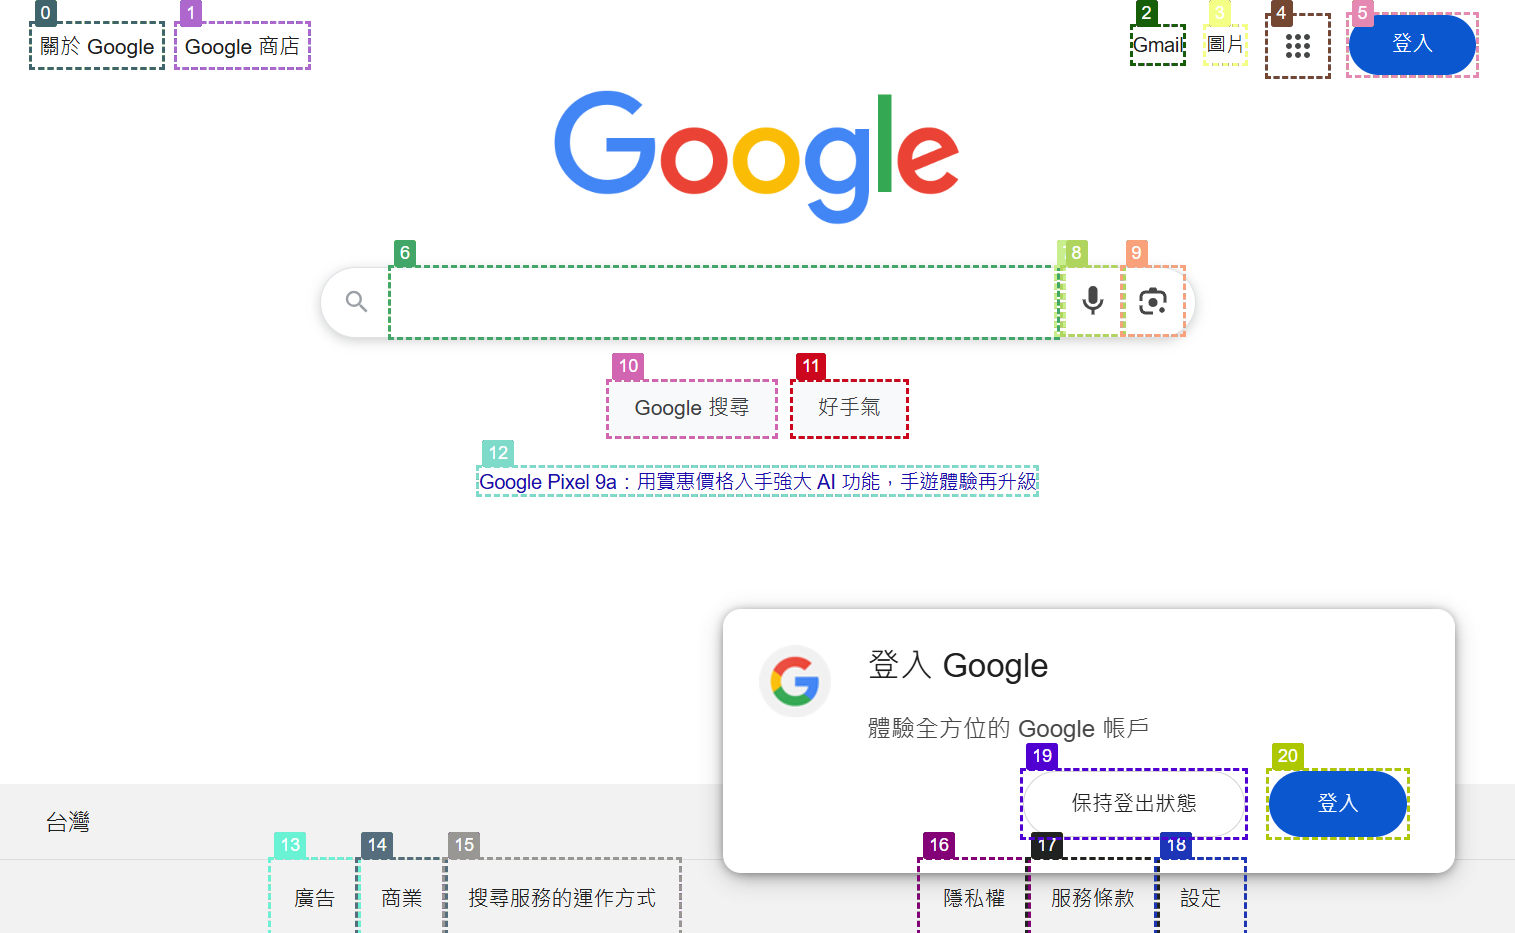 0
1
2
3
4
5
關於 Google
Google 商店
Gmail
圖片
登入
Google
6
8
9
10
11
Google 搜尋
好手氣
12
Google Pixel 9a：用實惠價格入手強大 AI 功能，手遊體驗再升級
登入 Google
體驗全方位的 Google 帳戶
19
20
保持登出狀態
登入
台灣
13
14
15
16
17
18
廣告
商業
搜尋服務的運作方式
隱私權
服務條款
設定